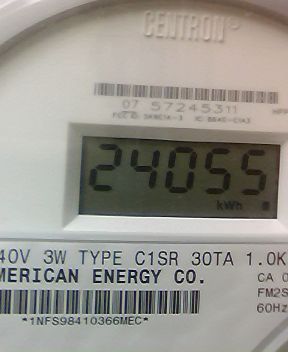 CENTRON®
07 57245311
24055
kWh
40V 3W TYPE C1SR 30TA 1.0K
MERICAN ENERGY CO.
CA 0
FM2S
60Hz
*1NFS98410366MEC*